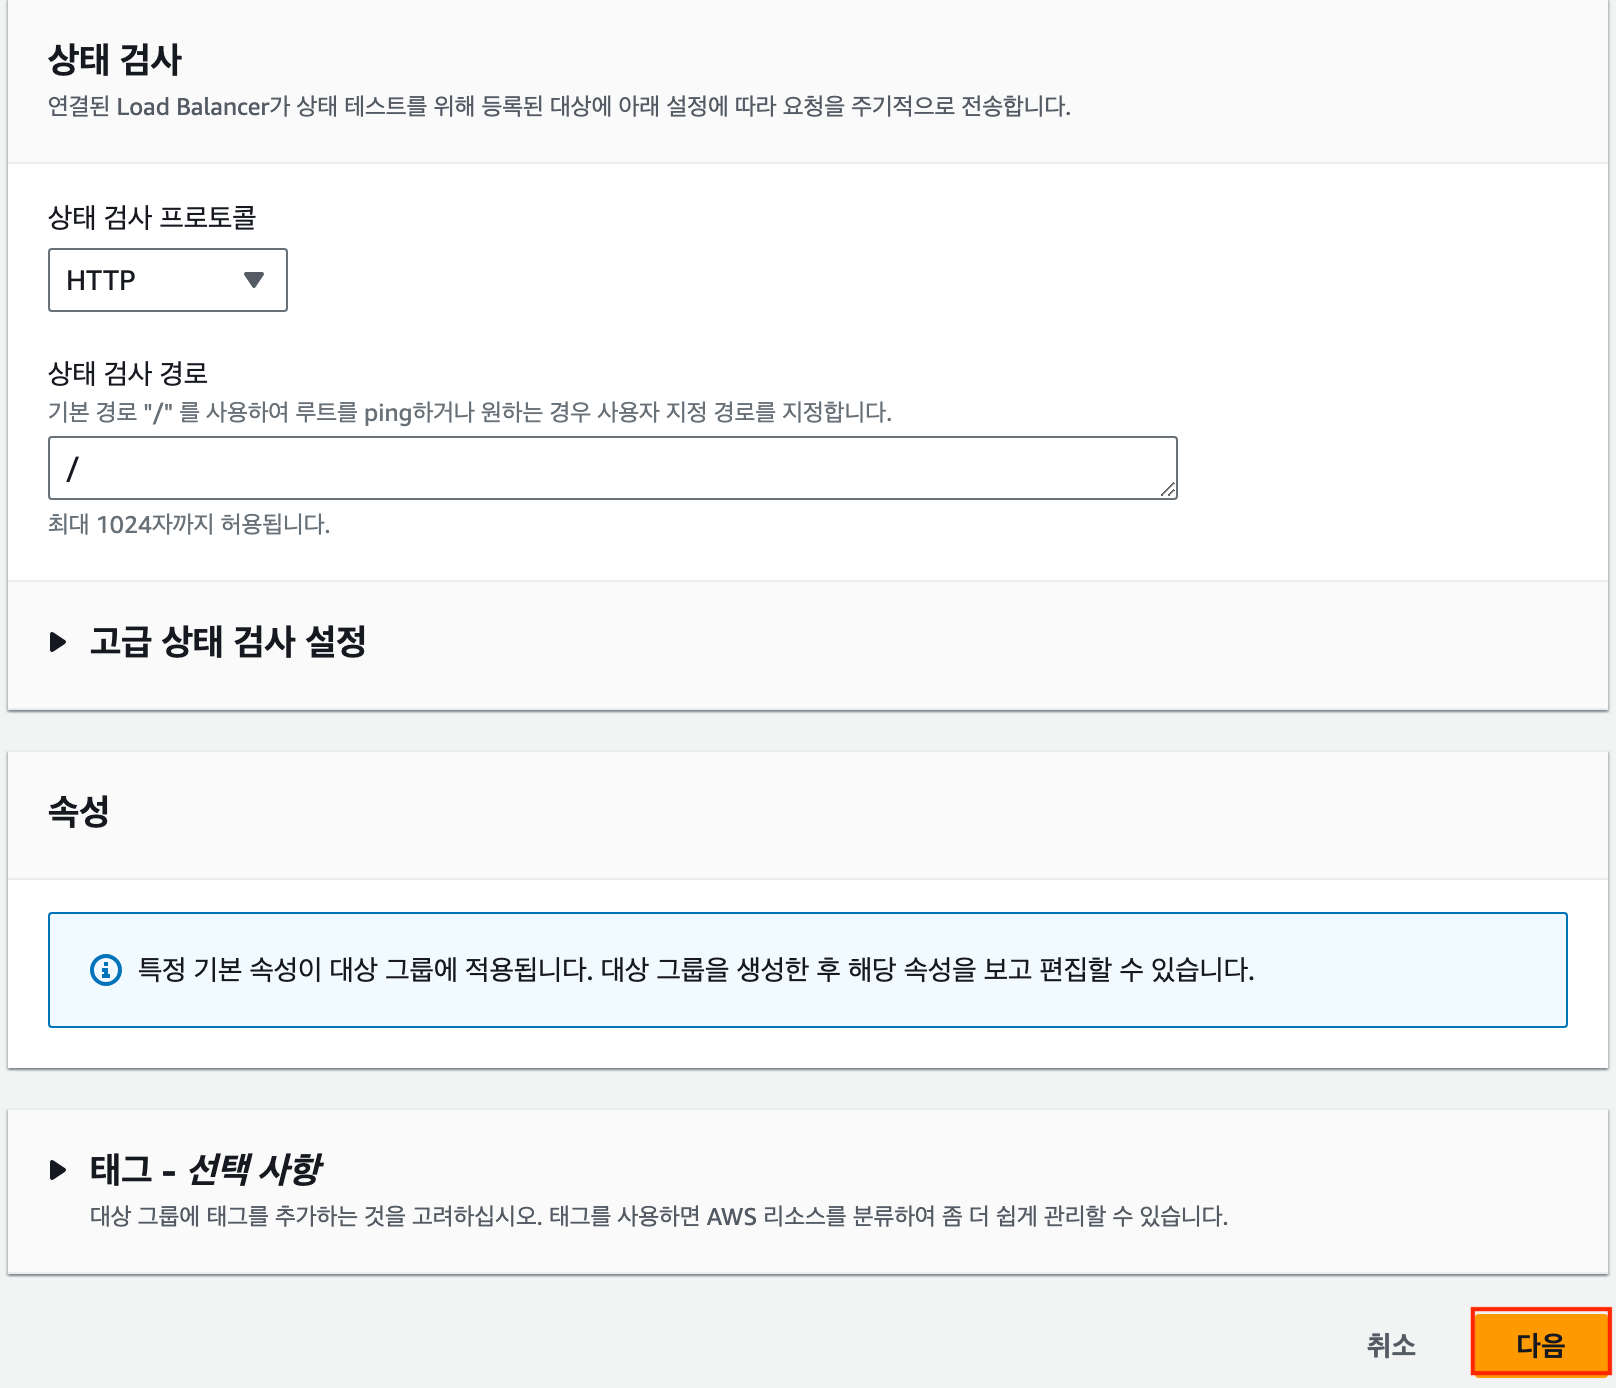 상태 검사
연결된 Load Balancer가 상태 테스트를 위해 등록된 대상에 아래 설정에 따라 요청을 주기적으로 전송합니다.
상태 검사 프로토콜
HTTP
상태 검사 경로
기본 경로 "/" 를 사용하여 루트를 ping하거나 원하는 경우 사용자 지정 경로를 지정합니다.
/
최대 1024자까지 허용됩니다.
고급 상태 검사 설정
속성
특정 기본 속성이 대상 그룹에 적용됩니다. 대상 그룹을 생성한 후 해당 속성을 보고 편집할 수 있습니다.
태그 - 선택 사항
대상 그룹에 태그를 추가하는 것을 고려하십시오. 태그를 사용하면 AWS 리소스를 분류하여 좀 더 쉽게 관리할 수 있습니다.
취소 다음